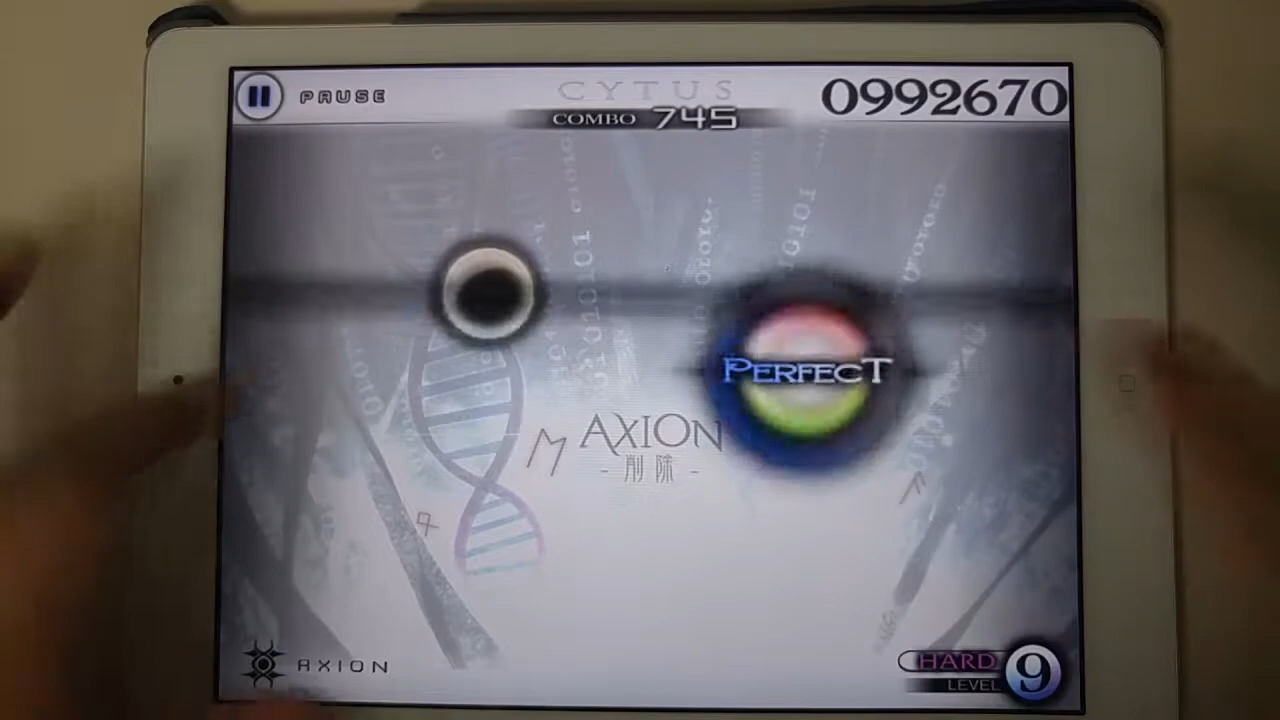 PAUSE
CYTUS
0992670
COMBO 745
PERFECT
AXION
- 削除 -
AXION
HARD
LEVEL 9